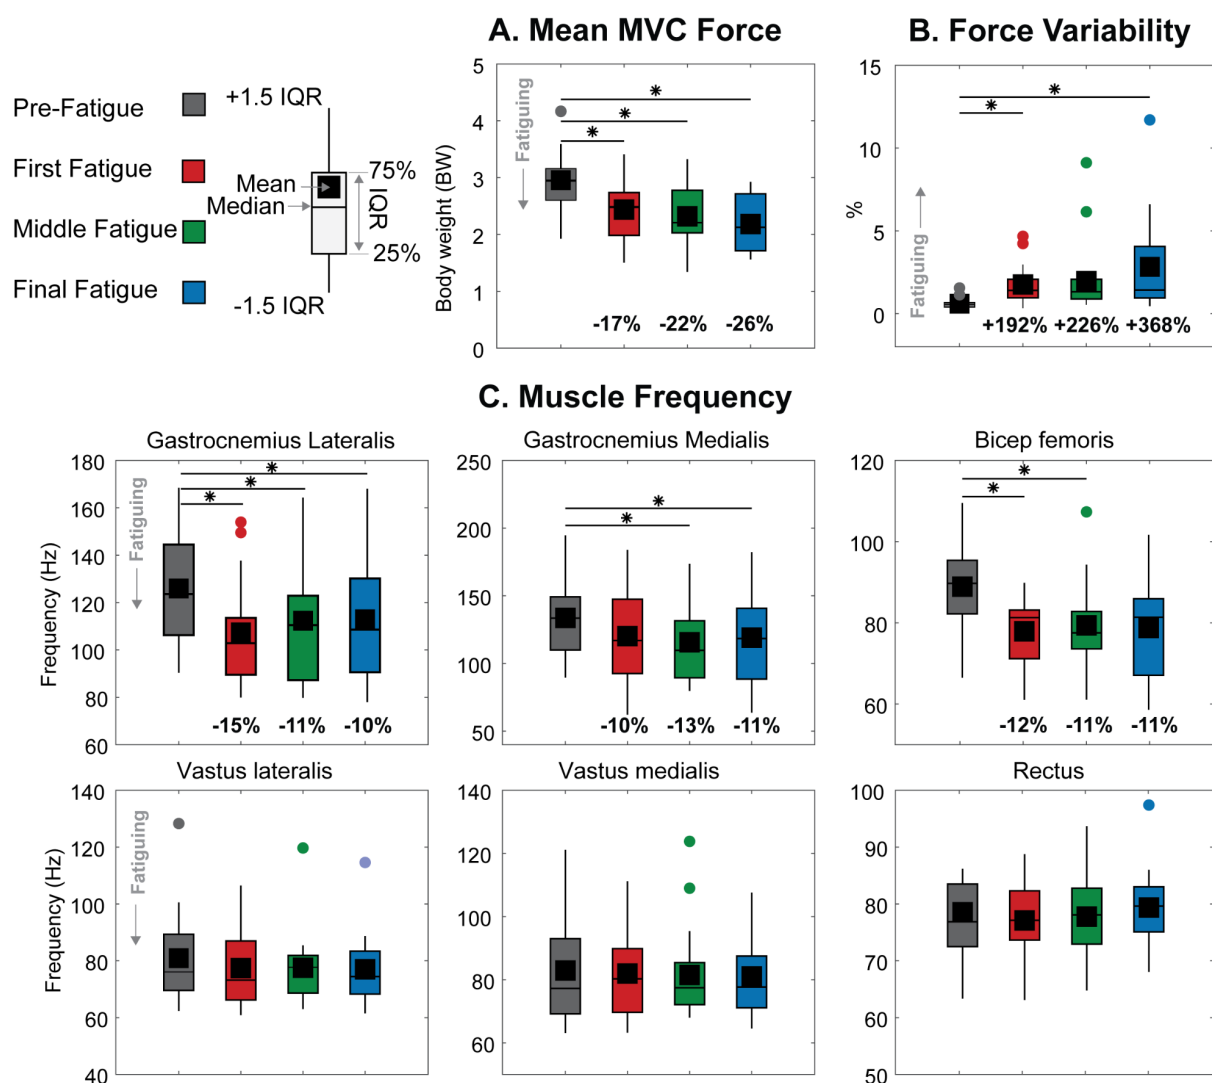 A. Mean MVC Force
B. Force Variability
Pre-Fatigue
First Fatigue
Middle Fatigue
Final Fatigue
+1.5 IQR
75%
Mean
Median
IQR
25%
-1.5 IQR
5
4
3
2
1
0
Body weight (BW)
Fatiguing
*
*
*
-17%
-22%
-26%
15
10
5
0
%
Fatiguing
*
*
+192%
+226%
+368%
C. Muscle Frequency
Gastrocnemius Lateralis
180
160
140
120
100
80
60
Frequency (Hz)
Fatiguing
*
*
*
-15%
-11%
-10%
Gastrocnemius Medialis
250
200
150
100
50
*
*
-10%
-13%
-11%
Bicep femoris
120
100
80
60
*
*
-12%
-11%
-11%
Vastus lateralis
140
120
100
80
60
40
Frequency (Hz)
Fatiguing
Vastus medialis
140
120
100
80
60
Rectus
100
90
80
70
60
50